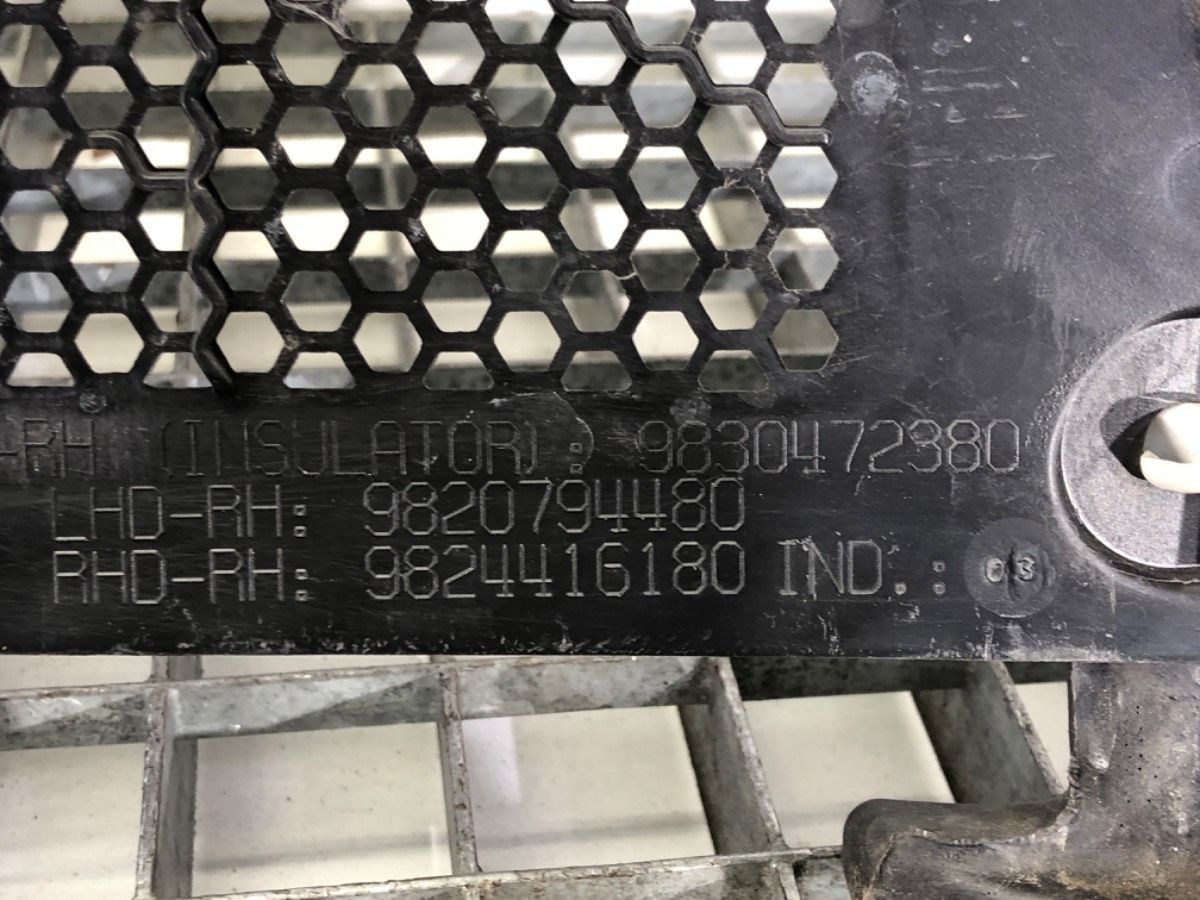 -RH (INSULATOR): 9830472380
LHD-RH: 9820794480
RHD-RH: 9824416180 IND.: 03